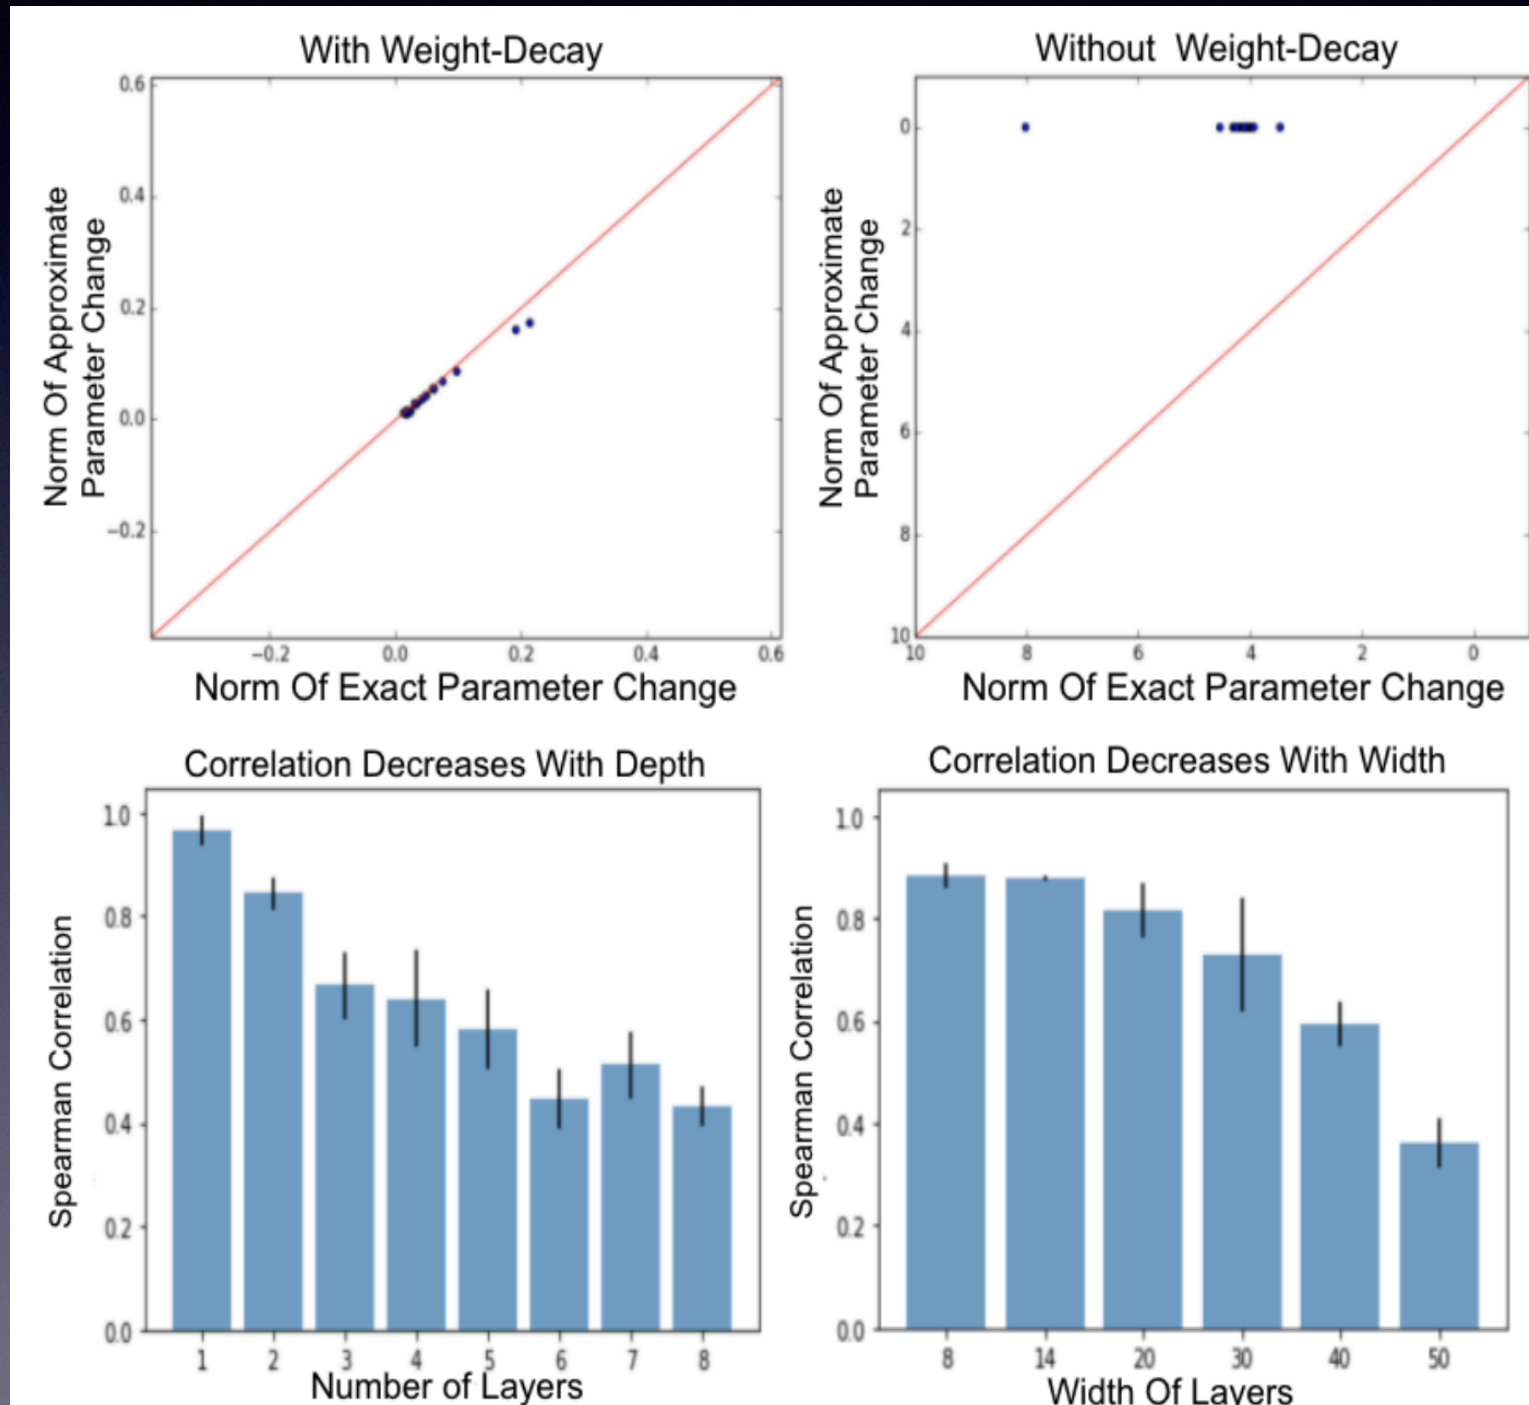 With Weight-Decay
0.6
0.4
0.2
0.0
−0.2
Norm Of Approximate
Parameter Change
−0.2 0.0 0.2 0.4 0.6
Norm Of Exact Parameter Change
Without Weight-Decay
0
2
4
6
8
10
Norm Of Approximate
Parameter Change
10 8 6 4 2 0
Norm Of Exact Parameter Change
Correlation Decreases With Depth
1.0
0.8
0.6
0.4
0.2
0.0
Spearman Correlation
1 2 3 4 5 6 7 8
Number of Layers
Correlation Decreases With Width
1.0
0.8
0.6
0.4
0.2
0.0
Spearman Correlation
8 14 20 30 40 50
Width Of Layers